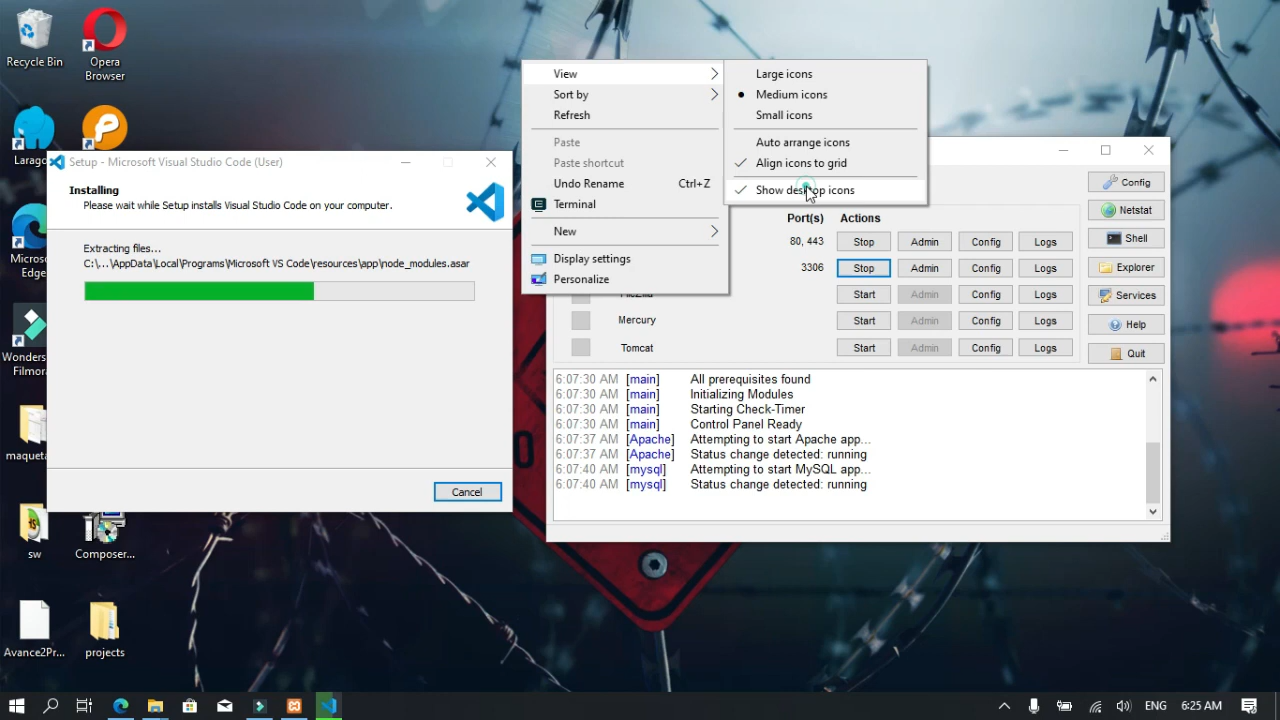 Recycle Bin
Opera
Browser
Larago
Micros
Edge
Wonders
Filmor
maqueta
sw
Composer...
Avance2Pr...
projects
Setup - Microsoft Visual Studio Code (User)
Installing
Please wait while Setup installs Visual Studio Code on your computer.
Extracting files...
C:\...\AppData\Local\Programs\Microsoft VS Code\resources\app\node_modules.asar
Cancel
View
Sort by
Refresh
Paste
Paste shortcut
Undo Rename Ctrl+Z
Terminal
New
Display settings
Personalize
Large icons
Medium icons
Small icons
Auto arrange icons
Align icons to grid
Show desktop icons
Port(s) Actions
80, 443 Stop Admin Config Logs
3306 Stop Admin Config Logs
FileZilla Start Admin Config Logs
Mercury Start Admin Config Logs
Tomcat Start Admin Config Logs
Config
Netstat
Shell
Explorer
Services
Help
Quit
6:07:30 AM [main] All prerequisites found
6:07:30 AM [main] Initializing Modules
6:07:30 AM [main] Starting Check-Timer
6:07:30 AM [main] Control Panel Ready
6:07:37 AM [Apache] Attempting to start Apache app...
6:07:37 AM [Apache] Status change detected: running
6:07:40 AM [mysql] Attempting to start MySQL app...
6:07:40 AM [mysql] Status change detected: running
ENG 6:25 AM